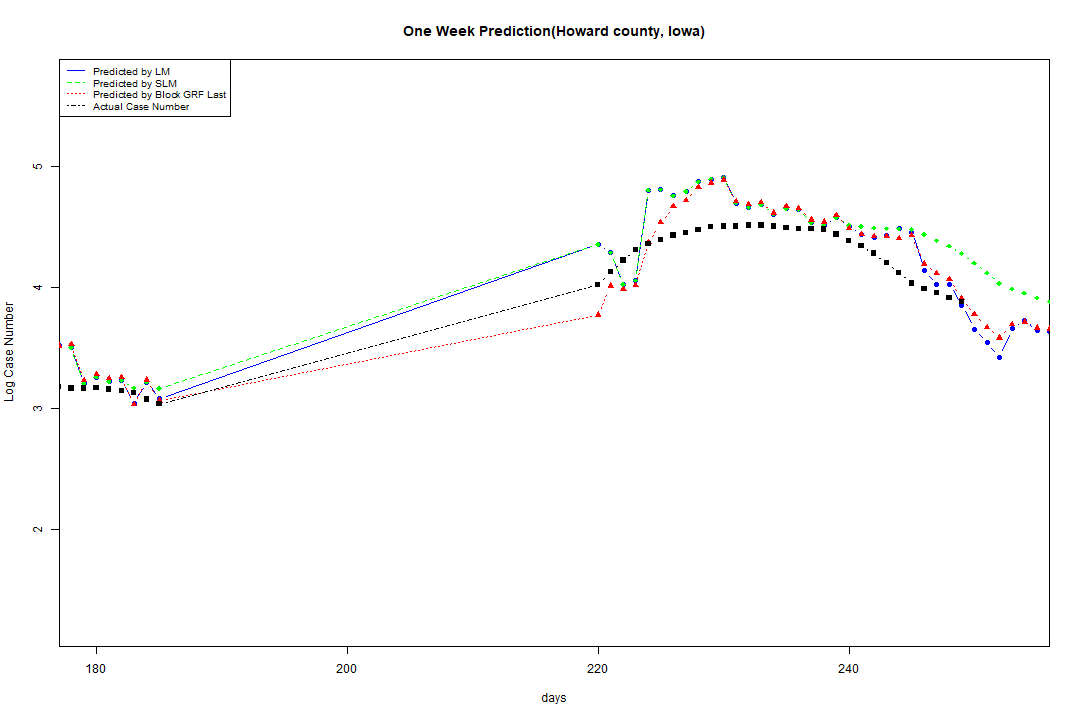 One Week Prediction(Howard county, Iowa)
Predicted by LM
Predicted by SLM
Predicted by Block GRF Last
Actual Case Number
5
4
3
2
Log Case Number
180 200 220 240
days